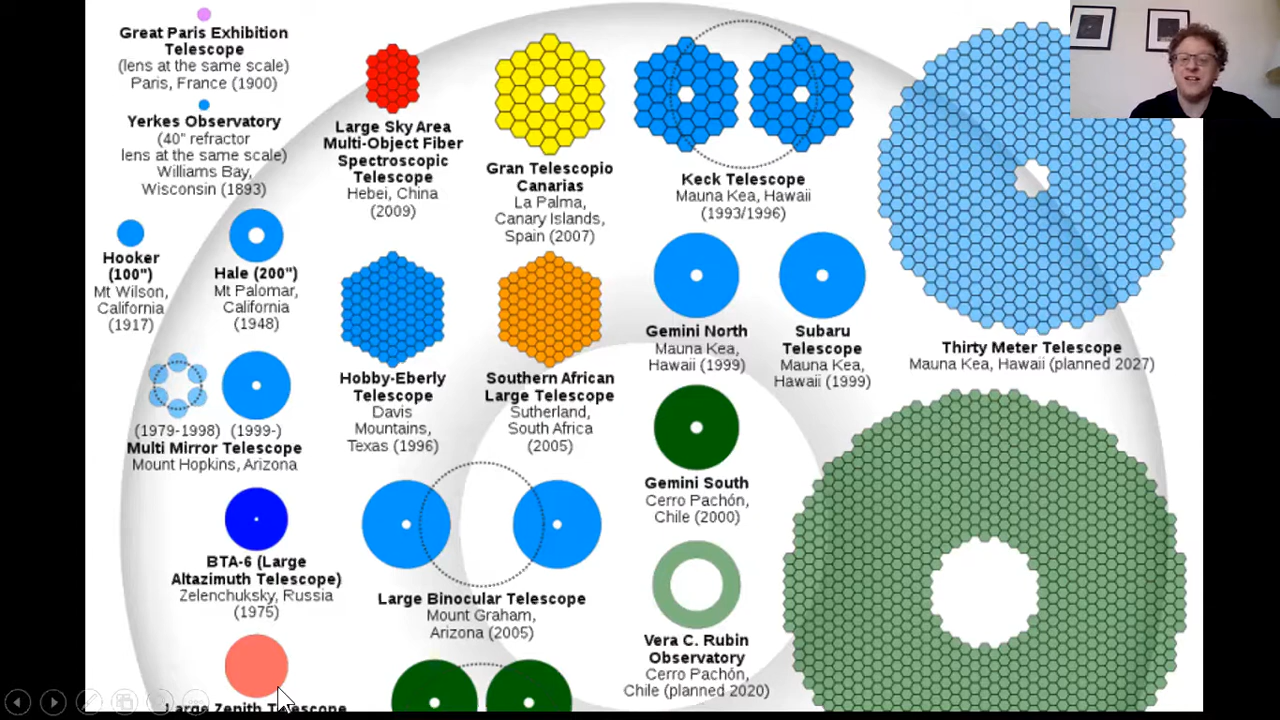 Great Paris Exhibition
Telescope
(lens at the same scale)
Paris, France (1900)
Yerkes Observatory
(40" refractor
lens at the same scale)
Williams Bay,
Wisconsin (1893)
Hooker
(100")
Mt Wilson,
California
(1917)
Hale (200")
Mt Palomar,
California
(1948)
(1979-1998) (1999-)
Multi Mirror Telescope
Mount Hopkins, Arizona
BTA-6 (Large
Altazimuth Telescope)
Zelenchuksky, Russia
(1975)
Large Zenith Telescope
Large Sky Area
Multi-Object Fiber
Spectroscopic
Telescope
Hebei, China
(2009)
Hobby-Eberly
Telescope
Davis
Mountains,
Texas (1996)
Gran Telescopio
Canarias
La Palma,
Canary Islands,
Spain (2007)
Southern African
Large Telescope
Sutherland,
South Africa
(2005)
Large Binocular Telescope
Mount Graham,
Arizona (2005)
Keck Telescope
Mauna Kea, Hawaii
(1993/1996)
Gemini North
Mauna Kea,
Hawaii (1999)
Subaru
Telescope
Mauna Kea,
Hawaii (1999)
Gemini South
Cerro Pachón,
Chile (2000)
Vera C. Rubin
Observatory
Cerro Pachón,
Chile (planned 2020)
Thirty Meter Telescope
Mauna Kea, Hawaii (planned 2027)